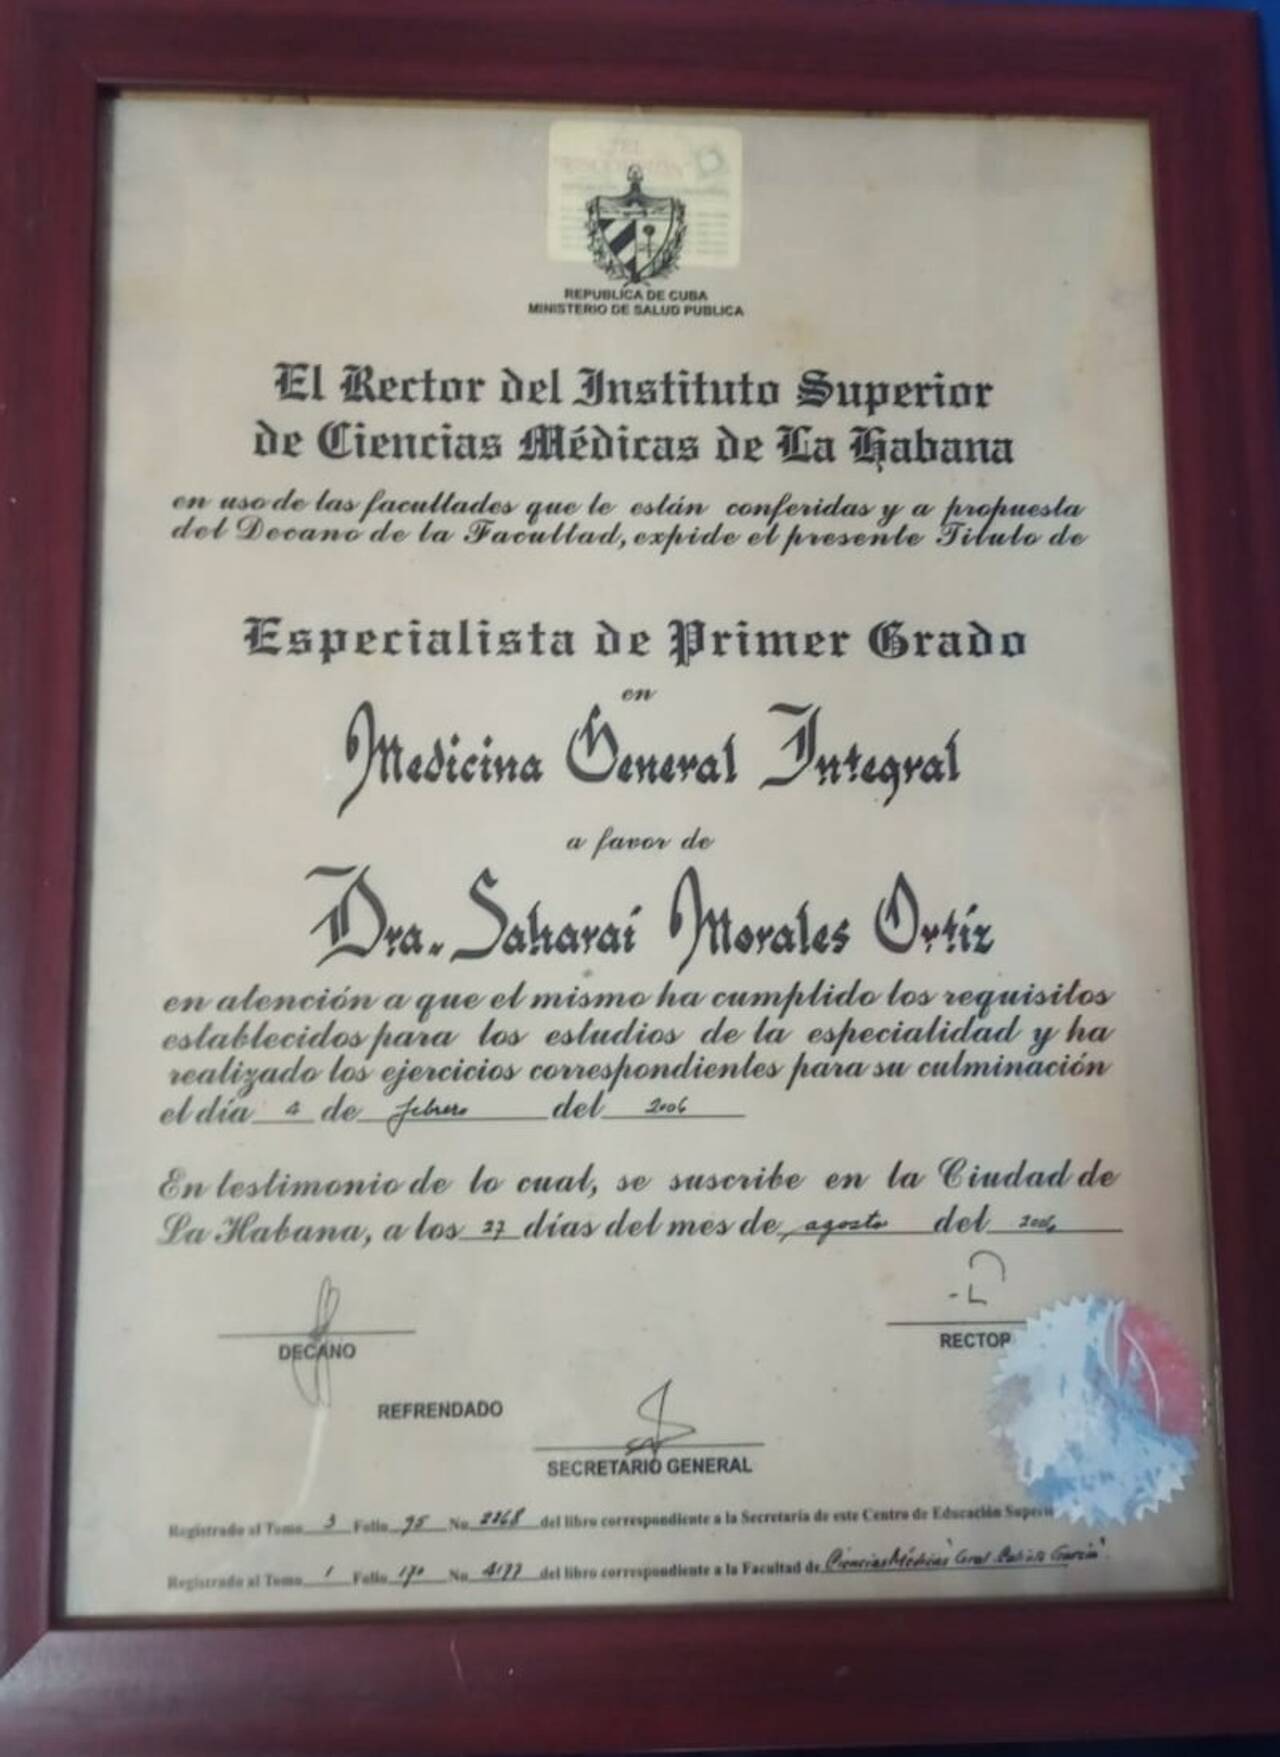 REPUBLICA DE CUBA
MINISTERIO DE SALUD PUBLICA
El Rector del Instituto Superior
de Ciencias Médicas de La Habana
en uso de las facultades que le están conferidas y a propuesta
del Decano de la Facultad, expide el presente Titulo de
Especialista de Primer Grado
en
Medicina General Integral
a favor de
Dra. Saharaí Morales Ortíz
en atención a que el mismo ha cumplido los requisitos
establecidos para los estudios de la especialidad y ha
realizado los ejercicios correspondientes para su culminación
el día 4 de febrero del 2006
En testimonio de lo cual, se suscribe en la Ciudad de
La Habana, a los 27 días del mes de agosto del 2006
DECANO
RECTOR
REFRENDADO
SECRETARIO GENERAL
Registrado al Tomo 3 Folio 95 No 2268 del libro correspondiente a la Secretaría de este Centro de Educación
Registrado al Tomo 1 Folio 170 No 4177 del libro correspondiente a la Facultad de Ciencias Médicas Gral. García